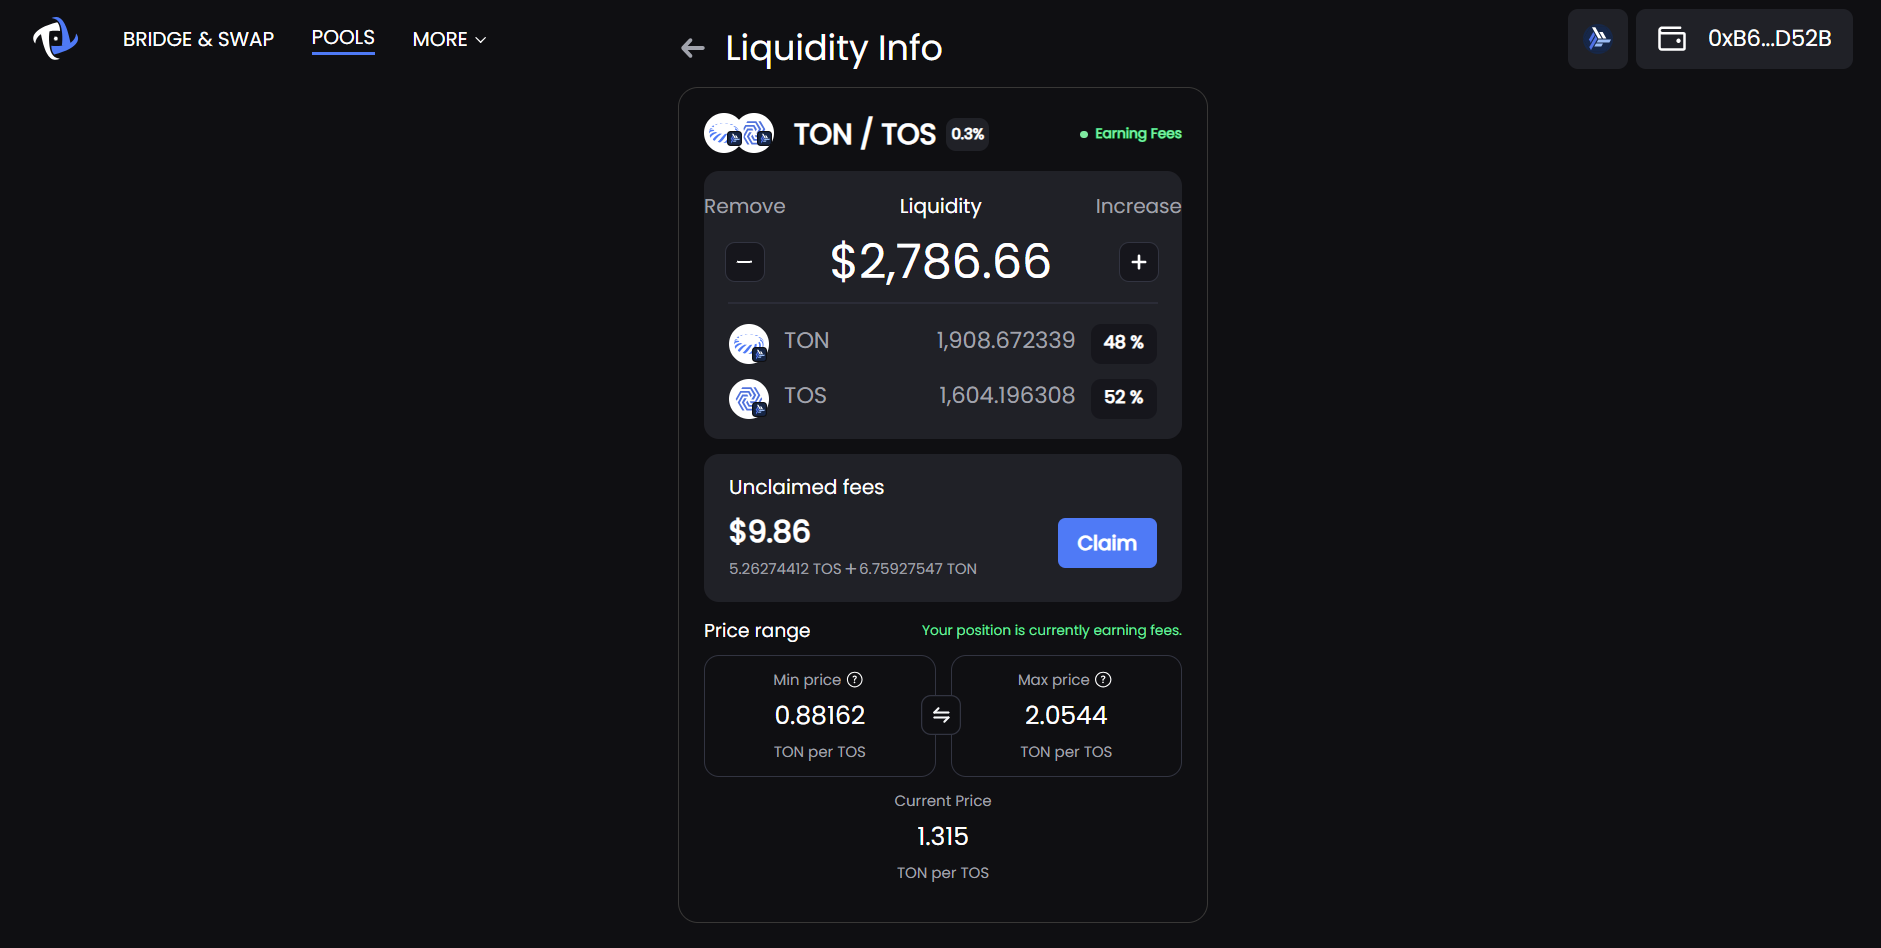 BRIDGE & SWAP POOLS MORE
Liquidity Info
0xB6...D52B
TON / TOS 0.3% Earning Fees
Remove Liquidity Increase
$2,786.66
TON 1,908.672339 48 %
TOS 1,604.196308 52 %
Unclaimed fees
$9.86
Claim
5.26274412 TOS + 6.75927547 TON
Price range Your position is currently earning fees.
Min price ? Max price ?
0.88162 2.0544
TON per TOS TON per TOS
Current Price
1.315
TON per TOS